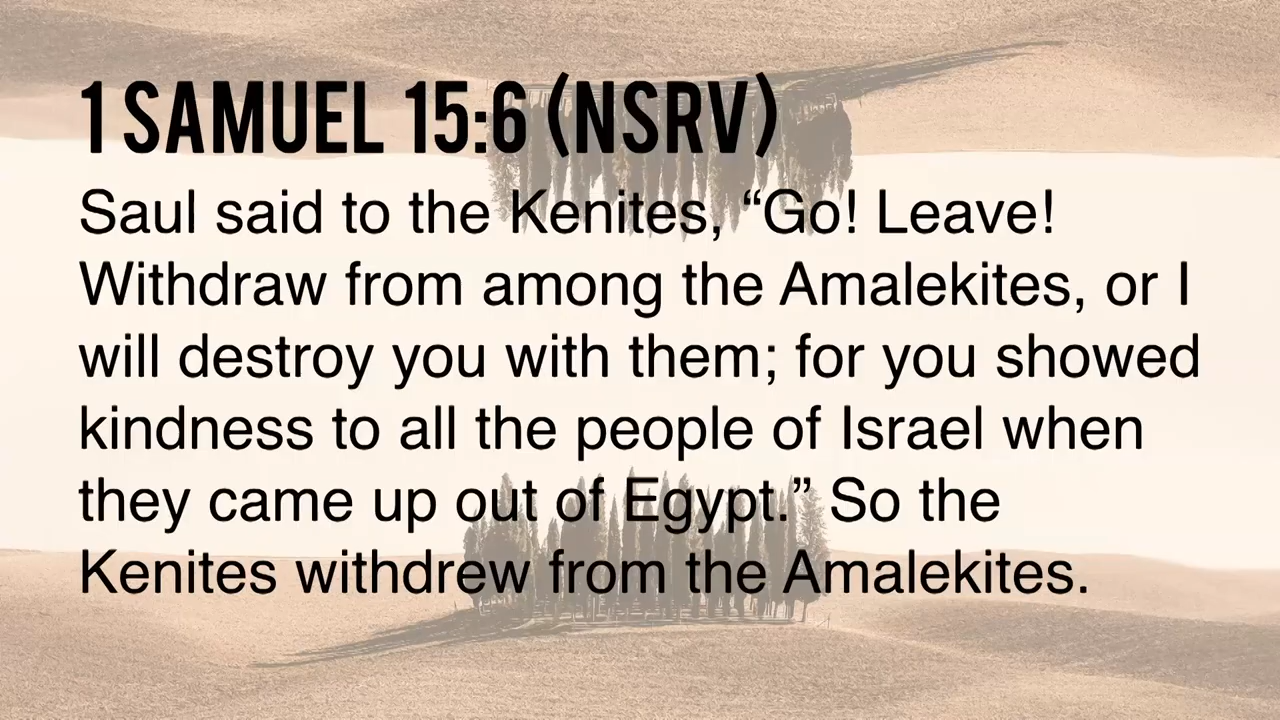 1 SAMUEL 15:6 (NSRV)
Saul said to the Kenites, “Go! Leave!
Withdraw from among the Amalekites, or I
will destroy you with them; for you showed
kindness to all the people of Israel when
they came up out of Egypt.” So the
Kenites withdrew from the Amalekites.